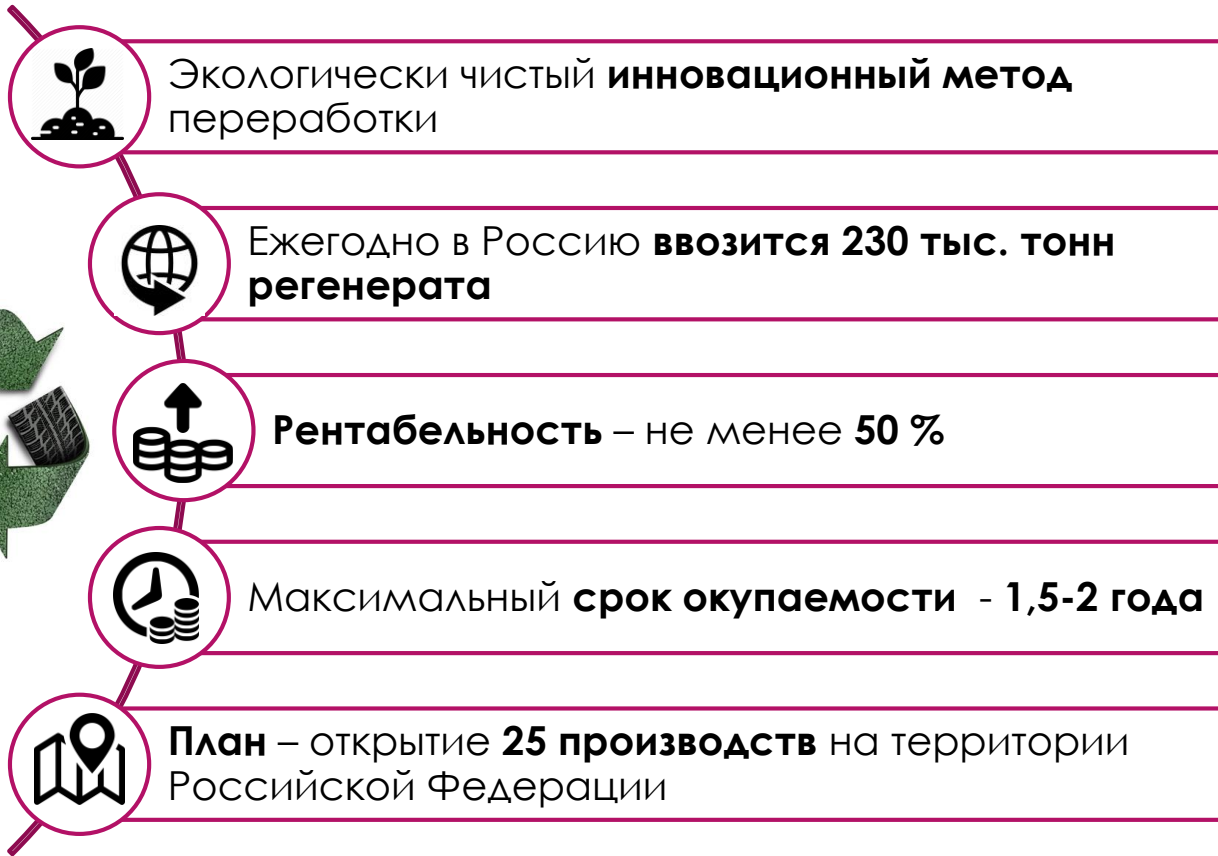 Экологически чистый инновационный метод
переработки
Ежегодно в Россию ввозится 230 тыс. тонн
регенерата
Рентабельность – не менее 50 %
Максимальный срок окупаемости - 1,5-2 года
План – открытие 25 производств на территории
Российской Федерации